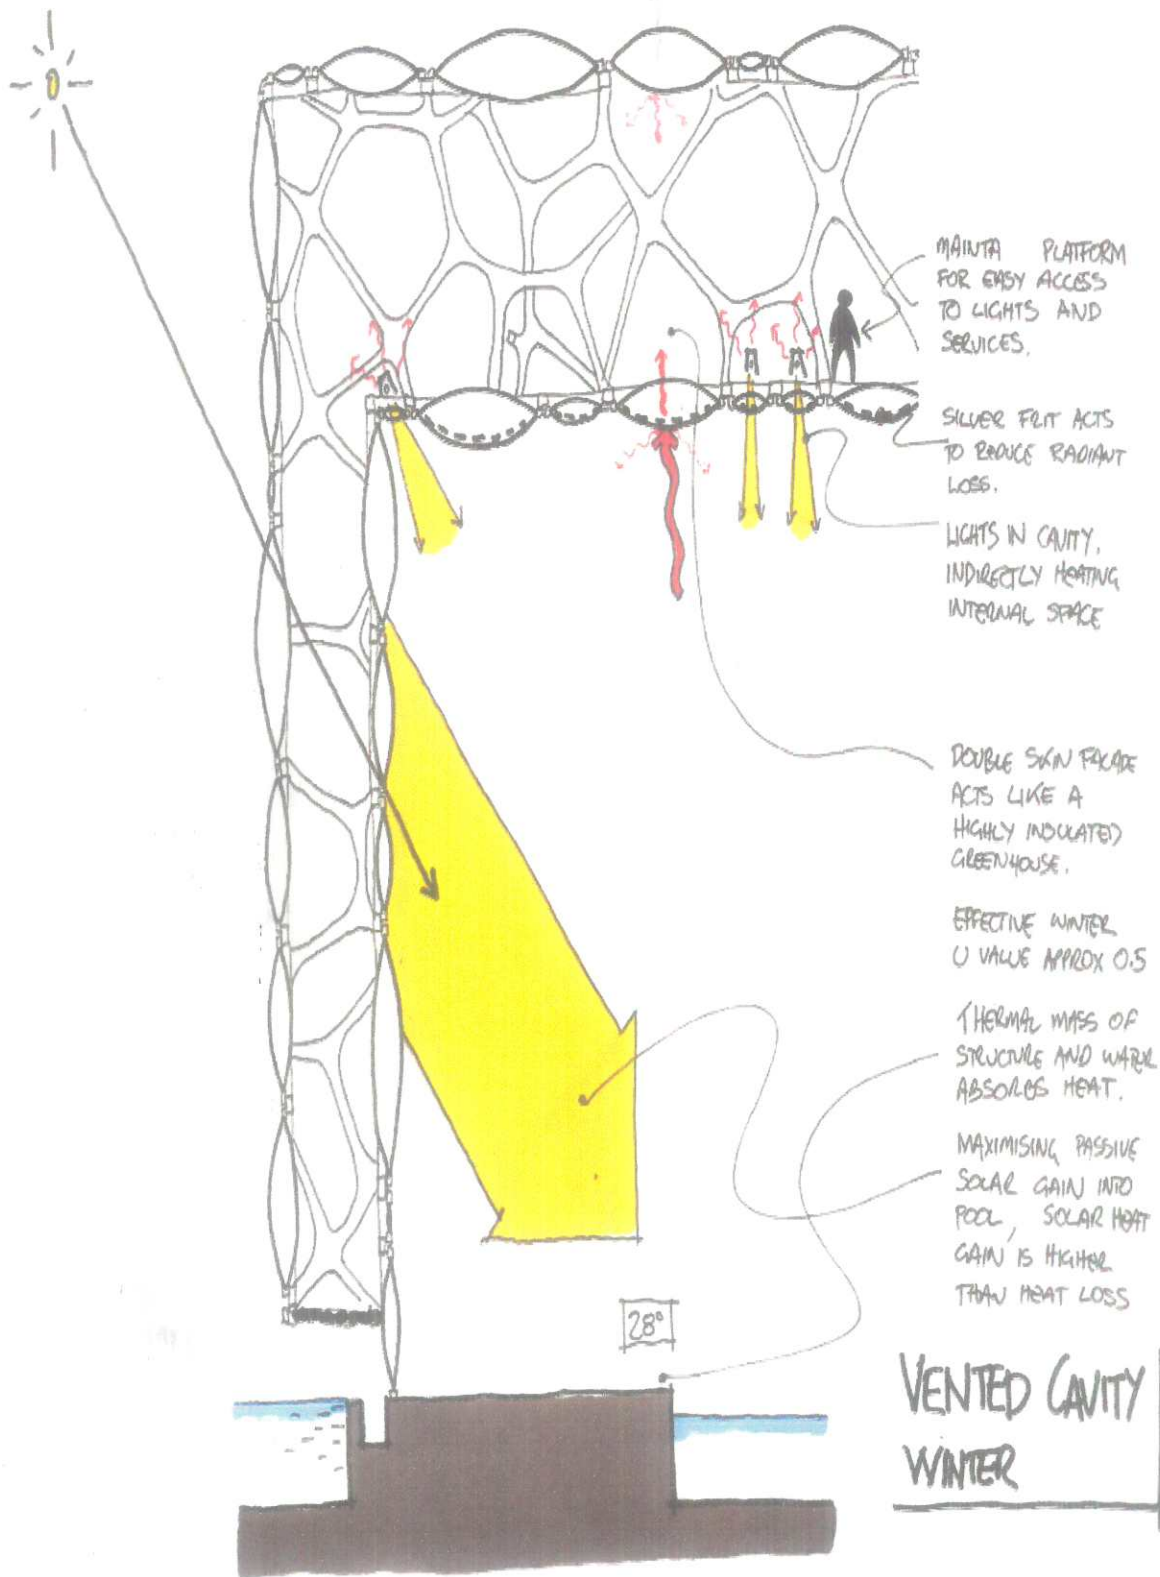 MAINTA PLATFORM
FOR EASY ACCESS
TO LIGHTS AND
SERVICES.
SILVER FRIT ACTS
TO REDUCE RADIANT
LOSS.
LIGHTS IN CAVITY,
INDIRECTLY HEATING
INTERNAL SPACE
DOUBLE SKIN FACADE
ACTS LIKE A
HIGHLY INSULATED
GREENHOUSE.
EFFECTIVE WINTER
U VALUE APPROX 0.5
THERMAL MASS OF
STRUCTURE AND WATER
ABSORBS HEAT.
MAXIMISING PASSIVE
SOLAR GAIN INTO
POOL, SOLAR HEAT
GAIN IS HIGHER
THAN HEAT LOSS
28°
VENTED CAVITY
WINTER